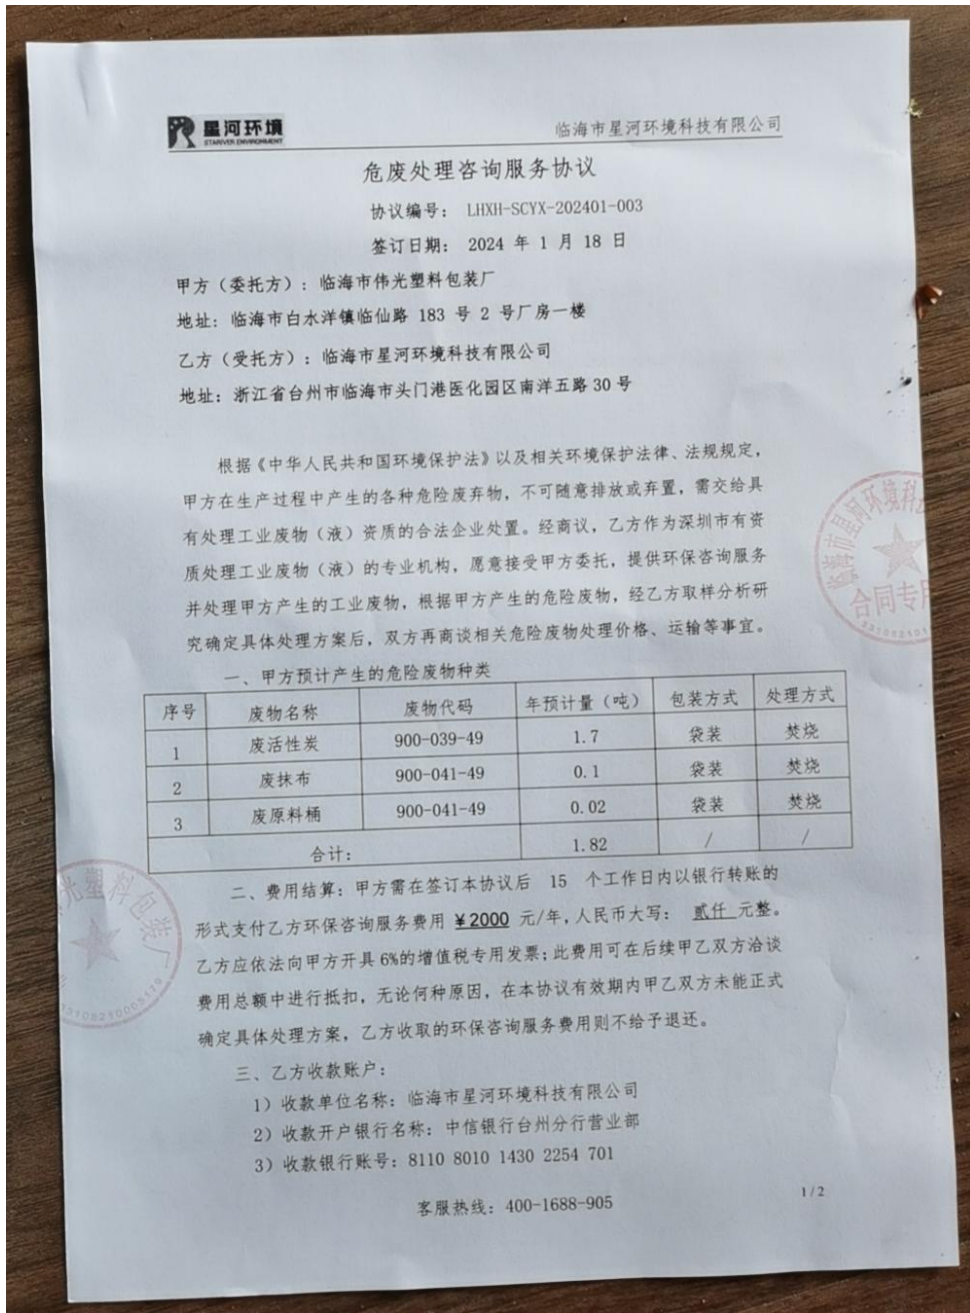 星河环境
STARIVER ENVIRONMENT
临海市星河环境科技有限公司
危废处理咨询服务协议
协议编号： LHXH-SCYX-202401-003
签订日期： 2024 年 1 月 18 日
甲方（委托方）：临海市伟光塑料包装厂
地址：临海市白水洋镇临仙路 183 号 2 号厂房一楼
乙方（受托方）：临海市星河环境科技有限公司
地址：浙江省台州市临海市头门港医化园区南洋五路 30 号
根据《中华人民共和国环境保护法》以及相关环境保护法律、法规规定，
甲方在生产过程中产生的各种危险废弃物，不可随意排放或弃置，需交给具
有处理工业废物（液）资质的合法企业处置。经商议，乙方作为深圳市有资
质处理工业废物（液）的专业机构，愿意接受甲方委托，提供环保咨询服务
并处理甲方产生的工业废物，根据甲方产生的危险废物，经乙方取样分析研
究确定具体处理方案后，双方再商谈相关危险废物处理价格、运输等事宜。
一、甲方预计产生的危险废物种类
序号 废物名称 废物代码 年预计量（吨） 包装方式 处理方式
1 废活性炭 900-039-49 1.7 袋装 焚烧
2 废抹布 900-041-49 0.1 袋装 焚烧
3 废原料桶 900-041-49 0.02 袋装 焚烧
合计： 1.82 / /
二、费用结算：甲方需在签订本协议后 15 个工作日内以银行转账的
形式支付乙方环保咨询服务费用 ￥2000 元/年，人民币大写： 贰仟 元整。
乙方应依法向甲方开具 6%的增值税专用发票；此费用可在后续甲乙双方洽谈
费用总额中进行抵扣，无论何种原因，在本协议有效期内甲乙双方未能正式
确定具体处理方案，乙方收取的环保咨询服务费用则不给予退还。
三、乙方收款账户：
1）收款单位名称：临海市星河环境科技有限公司
2）收款开户银行名称：中信银行台州分行营业部
3）收款银行账号：8110 8010 1430 2254 701
1/2
客服热线：400-1688-905
临海市星河环境科
合同专用
光塑料包装厂